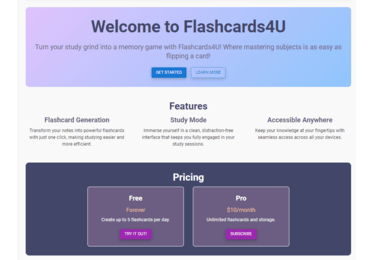 Welcome to Flashcards4U
Turn your study grind into a memory game with Flashcards4U! Where mastering subjects is as easy as
flipping a card!
GET STARTED LEARN MORE
Features
Flashcard Generation Study Mode Accessible Anywhere
Transform your notes into powerful flashcards Immerse yourself in a clean, distraction-free Keep your knowledge at your fingertips with
with just one click, making studying easier and interface that keeps you fully engaged in your seamless access across all your devices.
more efficient. study sessions.
Pricing
Free Pro
Forever $10/month
Create up to 5 flashcards per day. Unlimited flashcards and storage.
TRY IT OUT! SUBSCRIBE